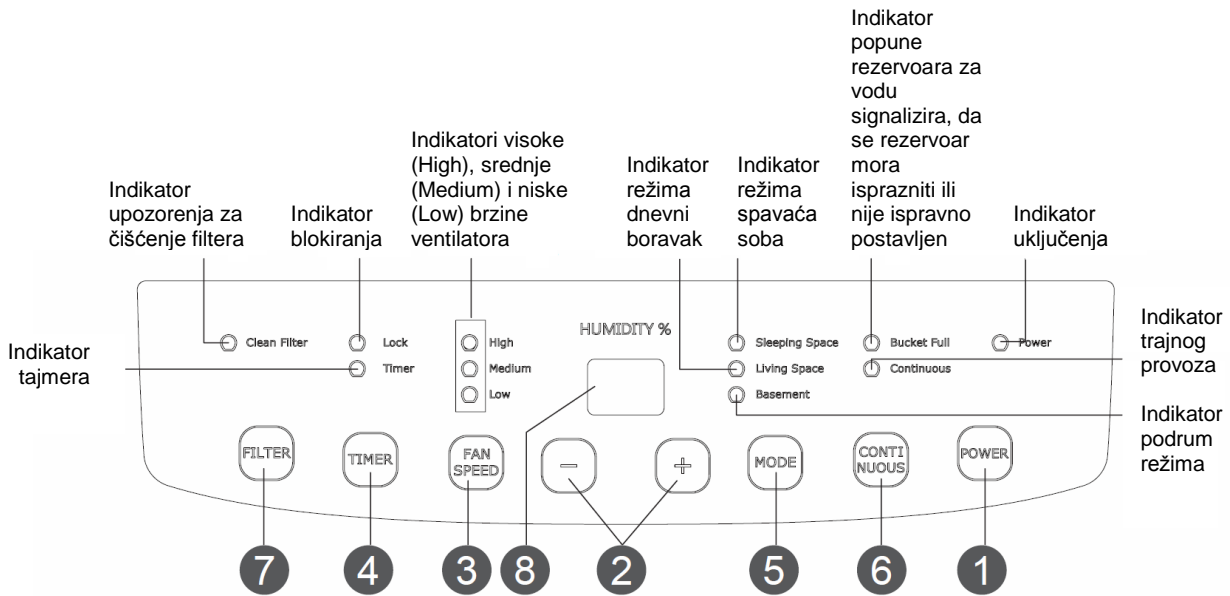 Indikator
popune
rezervoara za
vodu
signalizira, da
se rezervoar
mora
isprazniti ili
nije ispravno
postavljen
Indikatori visoke
(High), srednje
(Medium) i niske
(Low) brzine
ventilatora
Indikator
režima
dnevni
boravak
Indikator
režima
spavaća
soba
Indikator
upozorenja za
čišćenje filtera
Indikator
blokiranja
Indikator
uključenja
Indikator
tajmera
Clean Filter
Lock
Timer
High
Medium
Low
HUMIDITY %
Sleeping Space
Living Space
Basement
Bucket Full
Continuous
Power
Indikator
trajnog
provoza
Indikator
podrum
režima
FILTER
TIMER
FAN
SPEED
−
+
MODE
CONTI
NUOUS
POWER
7
4
3
8
2
5
6
1